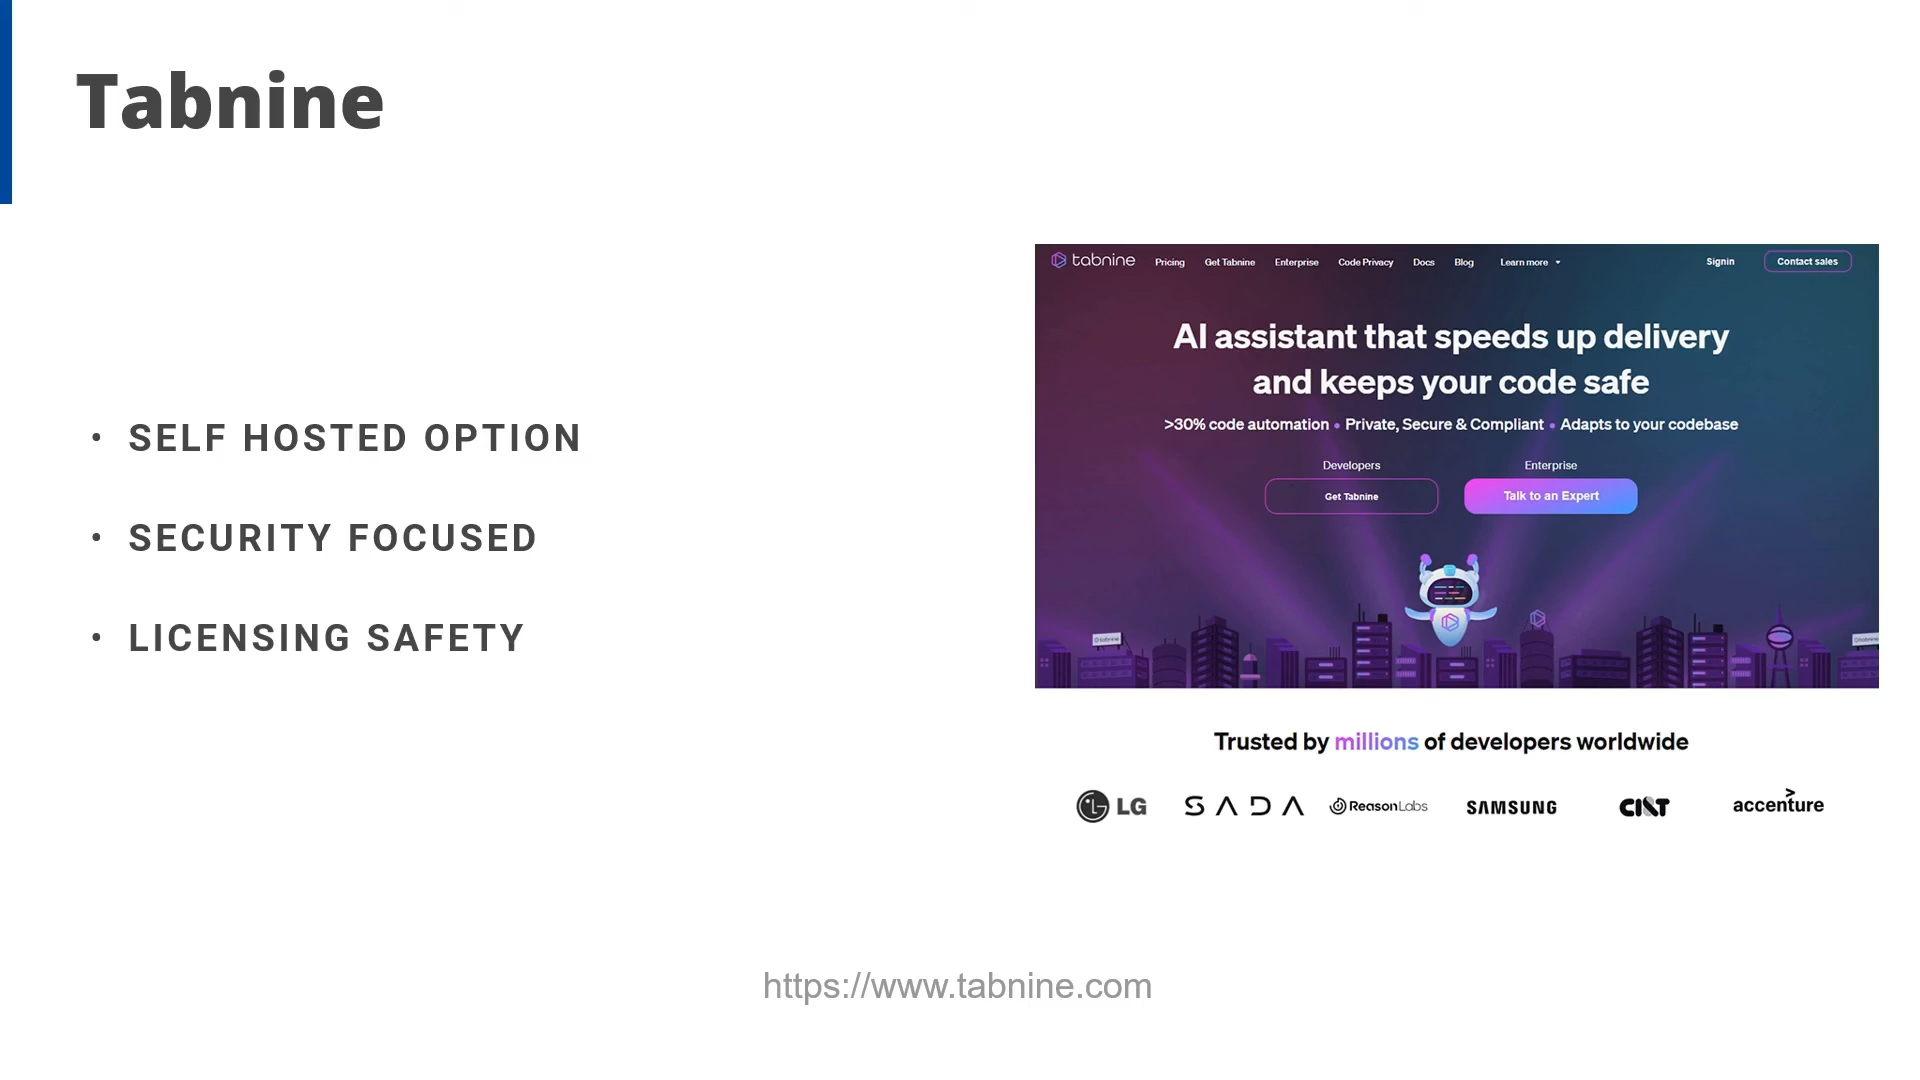 Tabnine
• SELF HOSTED OPTION
• SECURITY FOCUSED
• LICENSING SAFETY
tabnine Pricing Get Tabnine Enterprise Code Privacy Docs Blog Learn more Signin Contact sales
AI assistant that speeds up delivery
and keeps your code safe
>30% code automation • Private, Secure & Compliant • Adapts to your codebase
Developers Enterprise
Get Tabnine Talk to an Expert
tabnine tabnine
Trusted by millions of developers worldwide
LG SADA ReasonLabs SAMSUNG CI&T accenture
https://www.tabnine.com